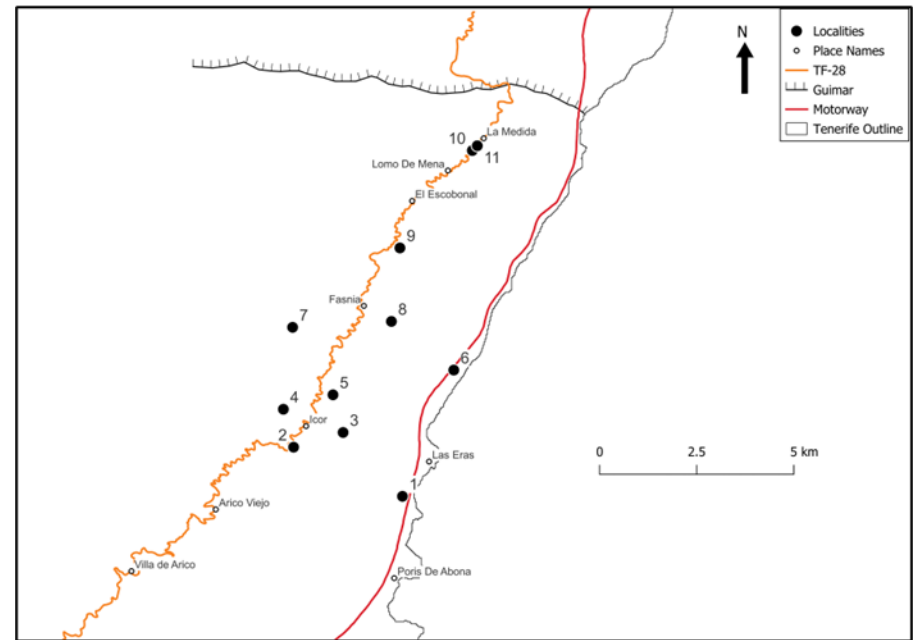 N
Localities
Place Names
TF-28
Guimar
Motorway
Tenerife Outline
La Medida
10
11
Lomo De Mena
El Escobonal
9
Fasnia
8
7
6
5
4
Icor
3
2
Las Eras
0 2.5 5 km
1
Arico Viejo
Villa de Arico
Poris De Abona